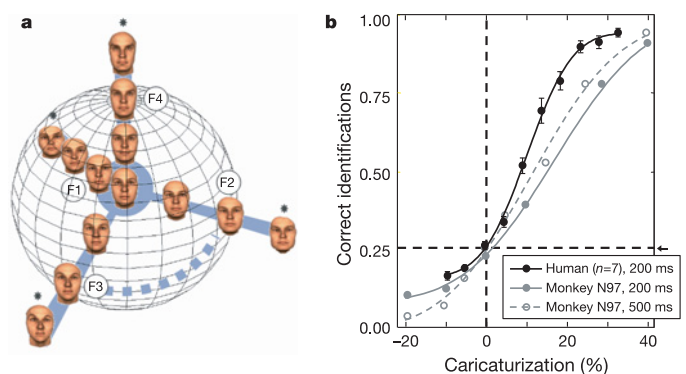 a
*
F4
*
F1
F2
*
F3
*
b
1.00
0.75
0.50
0.25
0.00
Correct identifications
Human (n=7), 200 ms
Monkey N97, 200 ms
Monkey N97, 500 ms
−20
0
20
40
Caricaturization (%)